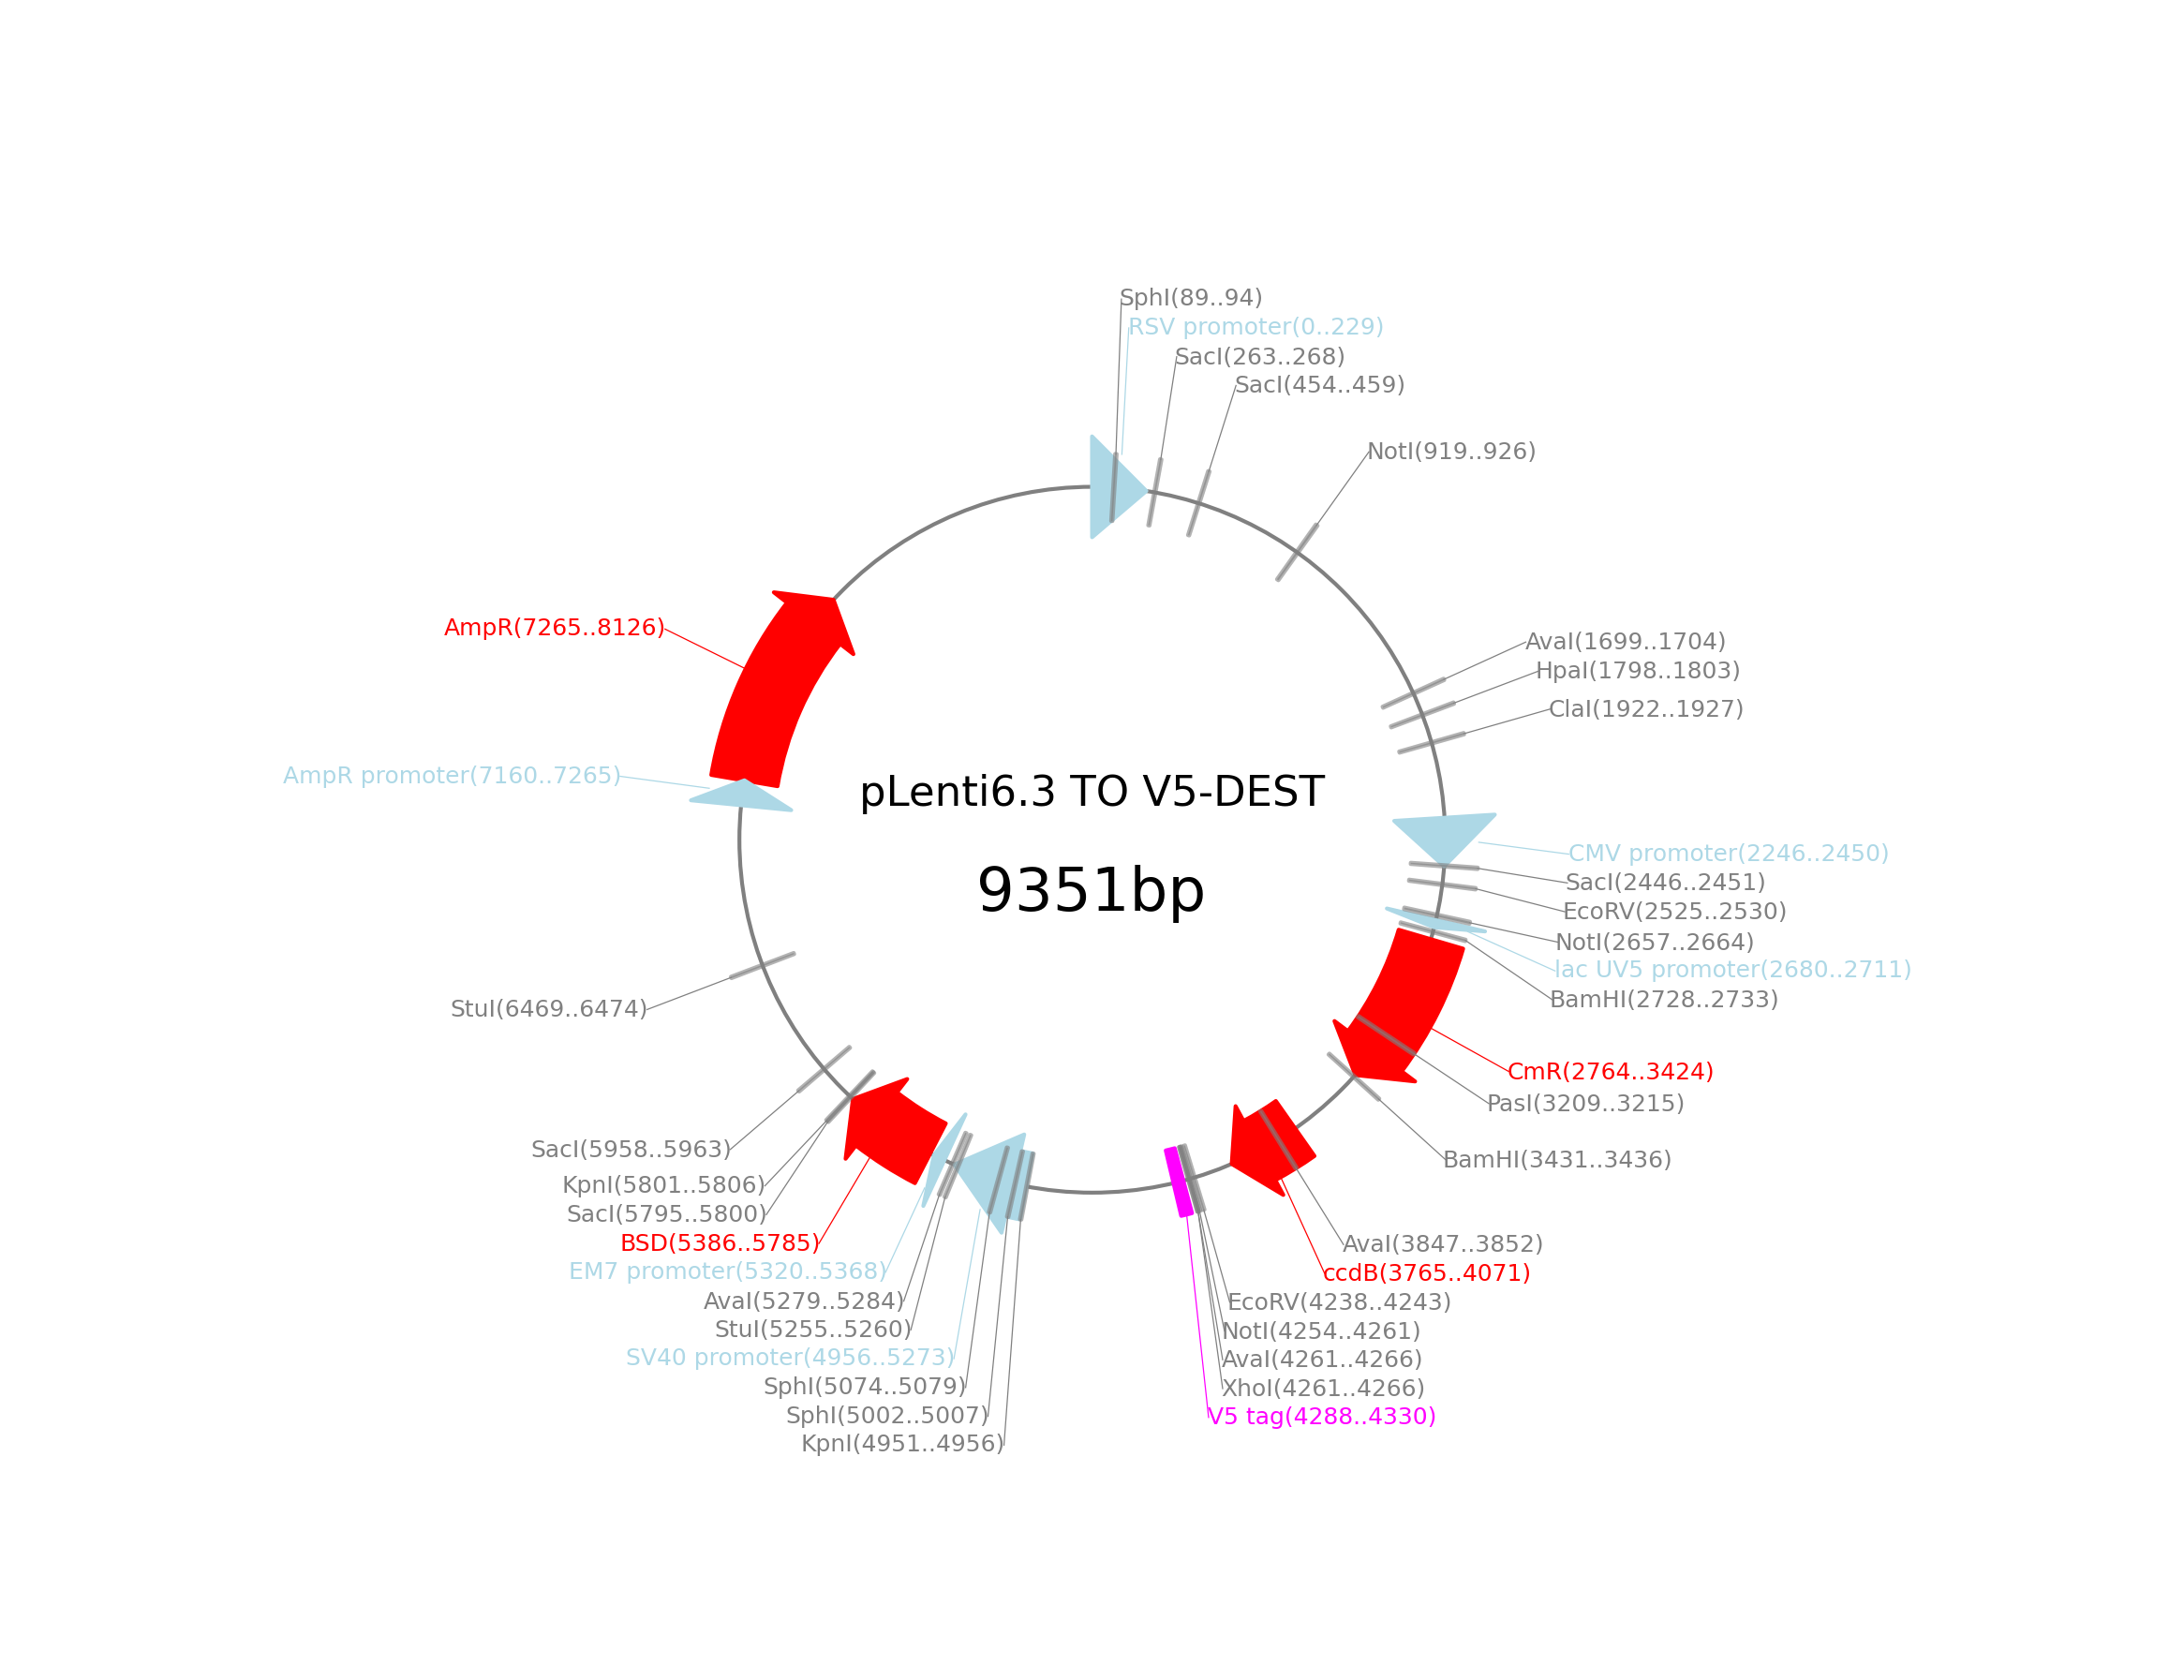 SphI(89..94)
RSV promoter(0..229)
SacI(263..268)
SacI(454..459)
NotI(919..926)
AvaI(1699..1704)
HpaI(1798..1803)
ClaI(1922..1927)
CMV promoter(2246..2450)
SacI(2446..2451)
EcoRV(2525..2530)
NotI(2657..2664)
lac UV5 promoter(2680..2711)
BamHI(2728..2733)
CmR(2764..3424)
PasI(3209..3215)
BamHI(3431..3436)
AvaI(3847..3852)
ccdB(3765..4071)
EcoRV(4238..4243)
NotI(4254..4261)
AvaI(4261..4266)
XhoI(4261..4266)
V5 tag(4288..4330)
KpnI(4951..4956)
SphI(5002..5007)
SphI(5074..5079)
SV40 promoter(4956..5273)
StuI(5255..5260)
AvaI(5279..5284)
EM7 promoter(5320..5368)
BSD(5386..5785)
SacI(5795..5800)
KpnI(5801..5806)
SacI(5958..5963)
StuI(6469..6474)
AmpR promoter(7160..7265)
AmpR(7265..8126)
pLenti6.3 TO V5-DEST
9351bp